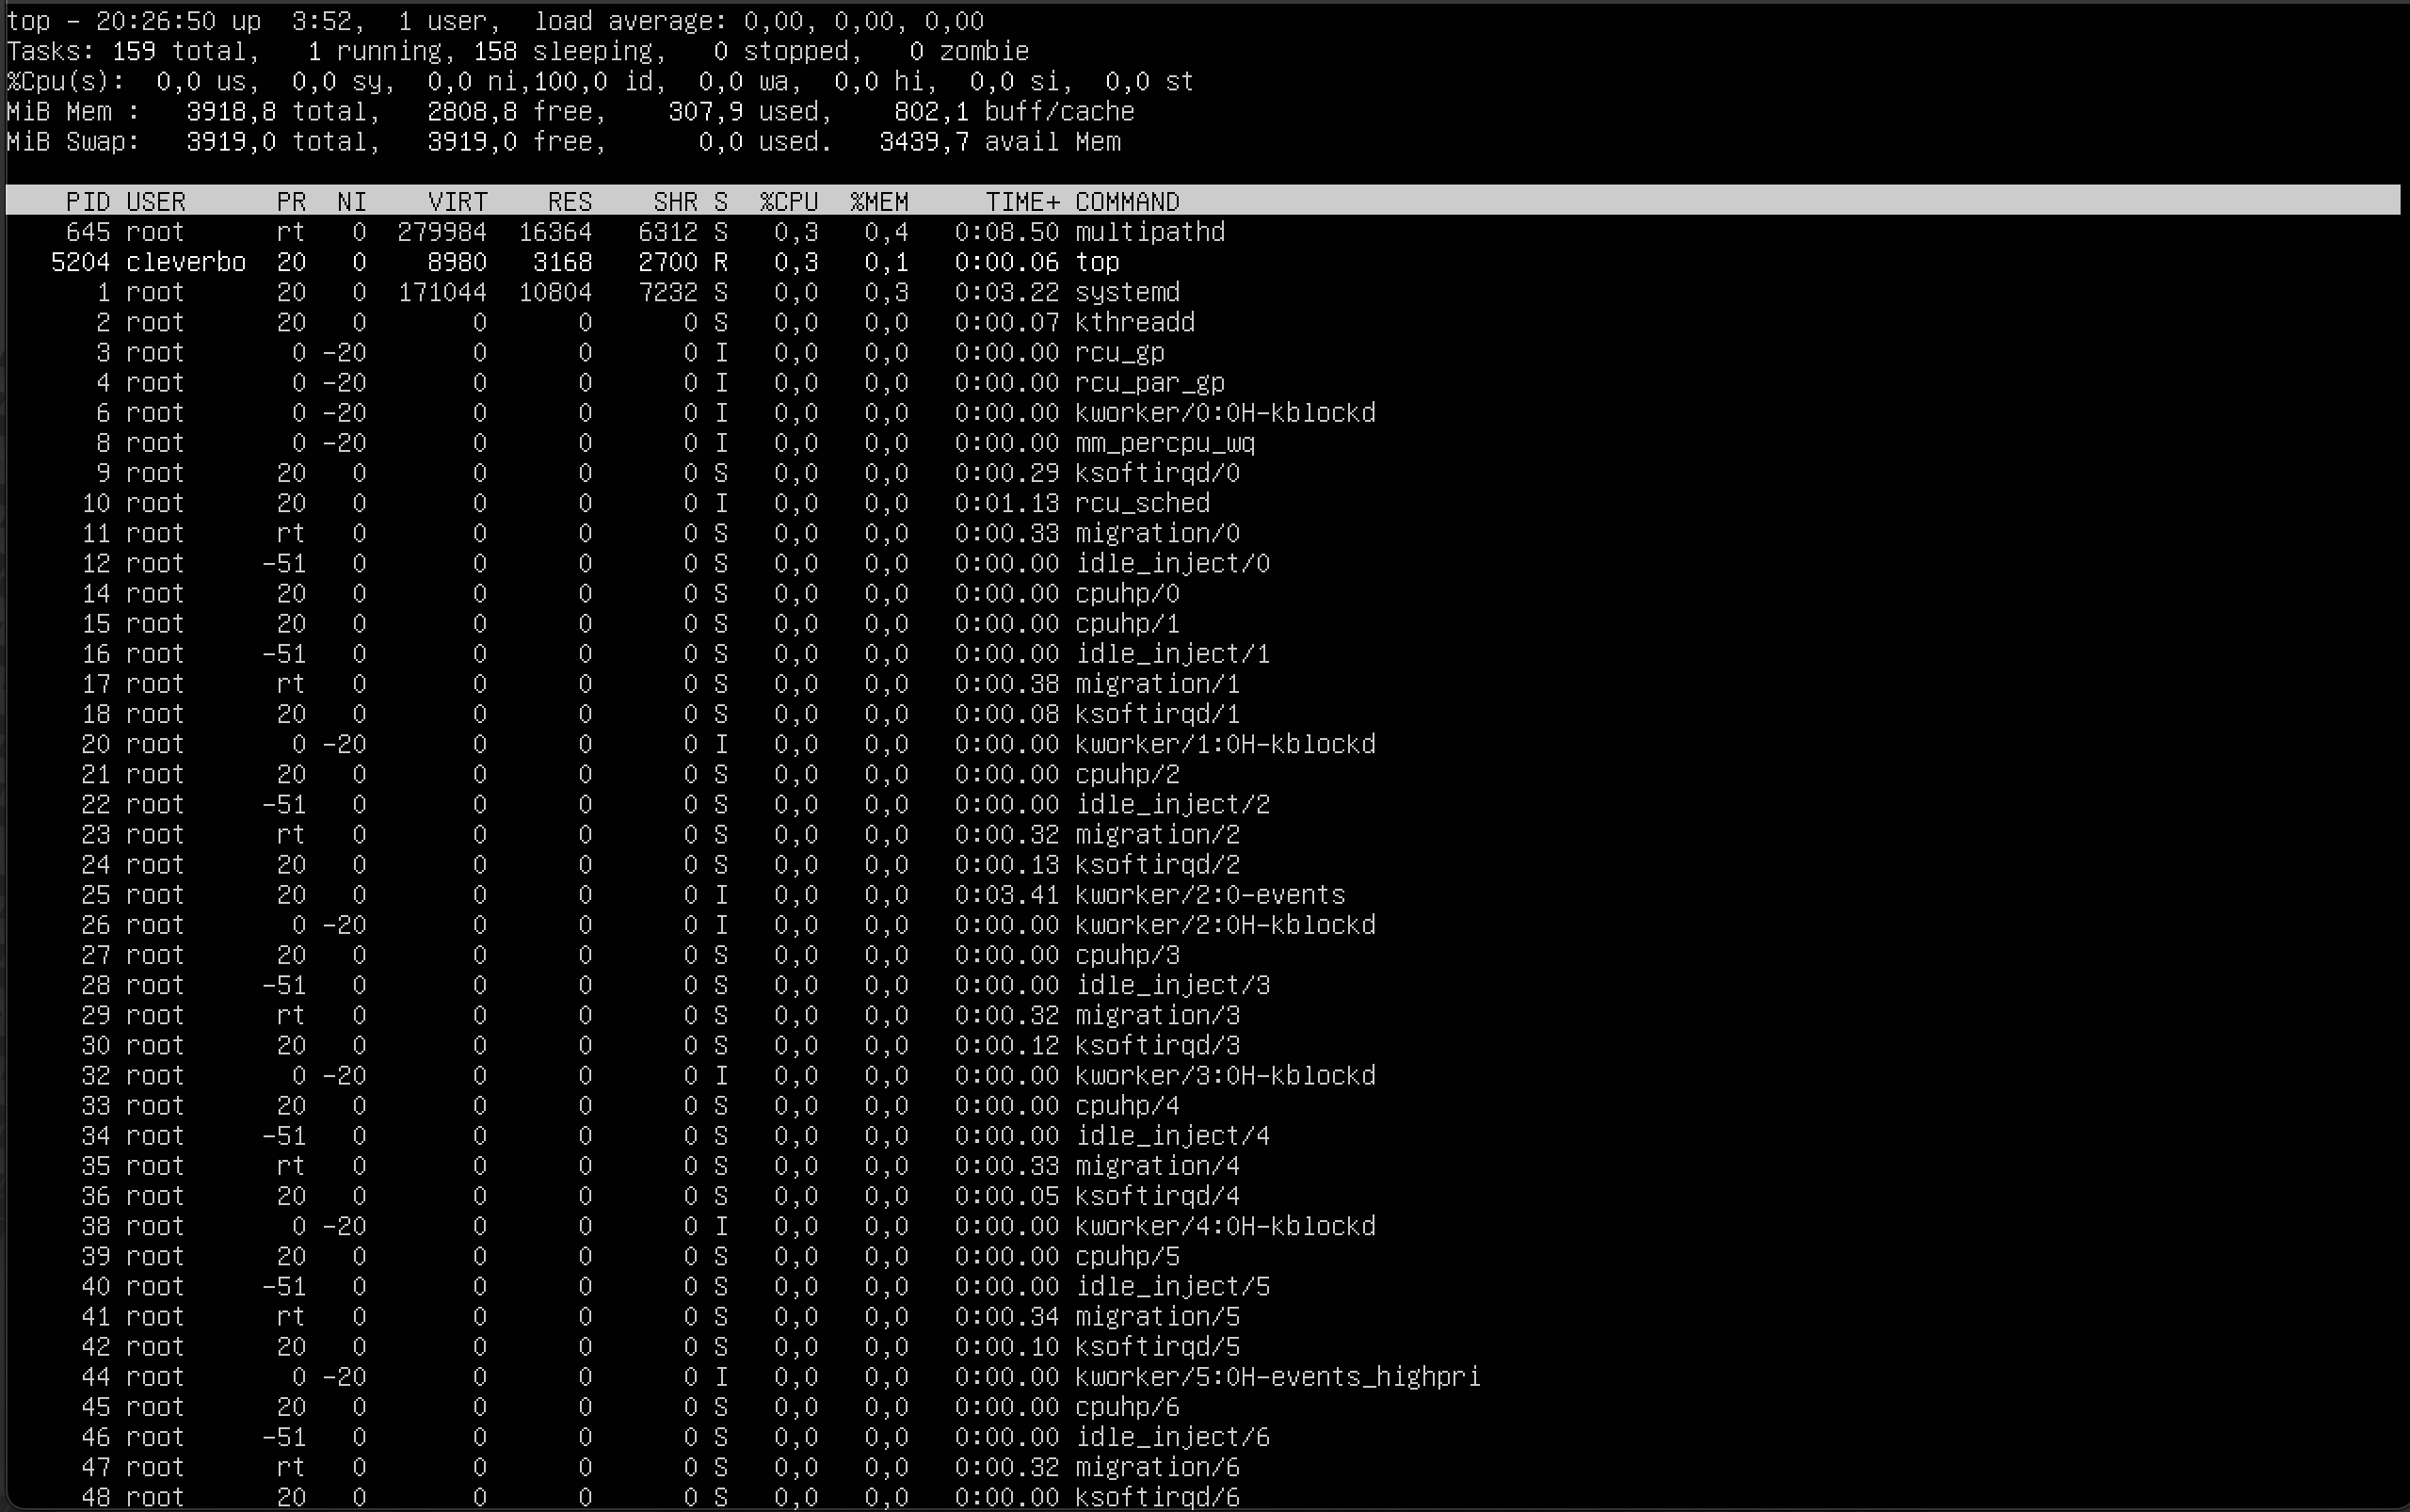 top - 20:26:50 up  3:52,  1 user,  load average: 0,00, 0,00, 0,00
Tasks: 159 total,   1 running, 158 sleeping,   0 stopped,   0 zombie
%Cpu(s):  0,0 us,  0,0 sy,  0,0 ni,100,0 id,  0,0 wa,  0,0 hi,  0,0 si,  0,0 st
MiB Mem :   3918,8 total,   2808,8 free,    307,9 used,    802,1 buff/cache
MiB Swap:   3919,0 total,   3919,0 free,      0,0 used.   3439,7 avail Mem
PID USER      PR  NI    VIRT    RES    SHR S  %CPU  %MEM     TIME+ COMMAND
645 root      rt   0  279984  16364   6312 S   0,3   0,4   0:08.50 multipathd
5204 cleverbo  20   0    8980   3168   2700 R   0,3   0,1   0:00.06 top
1 root      20   0  171044  10804   7232 S   0,0   0,3   0:03.22 systemd
2 root      20   0       0      0      0 S   0,0   0,0   0:00.07 kthreadd
3 root       0 -20       0      0      0 I   0,0   0,0   0:00.00 rcu_gp
4 root       0 -20       0      0      0 I   0,0   0,0   0:00.00 rcu_par_gp
6 root       0 -20       0      0      0 I   0,0   0,0   0:00.00 kworker/0:0H-kblockd
8 root       0 -20       0      0      0 I   0,0   0,0   0:00.00 mm_percpu_wq
9 root      20   0       0      0      0 S   0,0   0,0   0:00.29 ksoftirqd/0
10 root      20   0       0      0      0 I   0,0   0,0   0:01.13 rcu_sched
11 root      rt   0       0      0      0 S   0,0   0,0   0:00.33 migration/0
12 root     -51   0       0      0      0 S   0,0   0,0   0:00.00 idle_inject/0
14 root      20   0       0      0      0 S   0,0   0,0   0:00.00 cpuhp/0
15 root      20   0       0      0      0 S   0,0   0,0   0:00.00 cpuhp/1
16 root     -51   0       0      0      0 S   0,0   0,0   0:00.00 idle_inject/1
17 root      rt   0       0      0      0 S   0,0   0,0   0:00.38 migration/1
18 root      20   0       0      0      0 S   0,0   0,0   0:00.08 ksoftirqd/1
20 root       0 -20       0      0      0 I   0,0   0,0   0:00.00 kworker/1:0H-kblockd
21 root      20   0       0      0      0 S   0,0   0,0   0:00.00 cpuhp/2
22 root     -51   0       0      0      0 S   0,0   0,0   0:00.00 idle_inject/2
23 root      rt   0       0      0      0 S   0,0   0,0   0:00.32 migration/2
24 root      20   0       0      0      0 S   0,0   0,0   0:00.13 ksoftirqd/2
25 root      20   0       0      0      0 I   0,0   0,0   0:03.41 kworker/2:0-events
26 root       0 -20       0      0      0 I   0,0   0,0   0:00.00 kworker/2:0H-kblockd
27 root      20   0       0      0      0 S   0,0   0,0   0:00.00 cpuhp/3
28 root     -51   0       0      0      0 S   0,0   0,0   0:00.00 idle_inject/3
29 root      rt   0       0      0      0 S   0,0   0,0   0:00.32 migration/3
30 root      20   0       0      0      0 S   0,0   0,0   0:00.12 ksoftirqd/3
32 root       0 -20       0      0      0 I   0,0   0,0   0:00.00 kworker/3:0H-kblockd
33 root      20   0       0      0      0 S   0,0   0,0   0:00.00 cpuhp/4
34 root     -51   0       0      0      0 S   0,0   0,0   0:00.00 idle_inject/4
35 root      rt   0       0      0      0 S   0,0   0,0   0:00.33 migration/4
36 root      20   0       0      0      0 S   0,0   0,0   0:00.05 ksoftirqd/4
38 root       0 -20       0      0      0 I   0,0   0,0   0:00.00 kworker/4:0H-kblockd
39 root      20   0       0      0      0 S   0,0   0,0   0:00.00 cpuhp/5
40 root     -51   0       0      0      0 S   0,0   0,0   0:00.00 idle_inject/5
41 root      rt   0       0      0      0 S   0,0   0,0   0:00.34 migration/5
42 root      20   0       0      0      0 S   0,0   0,0   0:00.10 ksoftirqd/5
44 root       0 -20       0      0      0 I   0,0   0,0   0:00.00 kworker/5:0H-events_highpri
45 root      20   0       0      0      0 S   0,0   0,0   0:00.00 cpuhp/6
46 root     -51   0       0      0      0 S   0,0   0,0   0:00.00 idle_inject/6
47 root      rt   0       0      0      0 S   0,0   0,0   0:00.32 migration/6
48 root      20   0       0      0      0 S   0,0   0,0   0:00.00 ksoftirqd/6